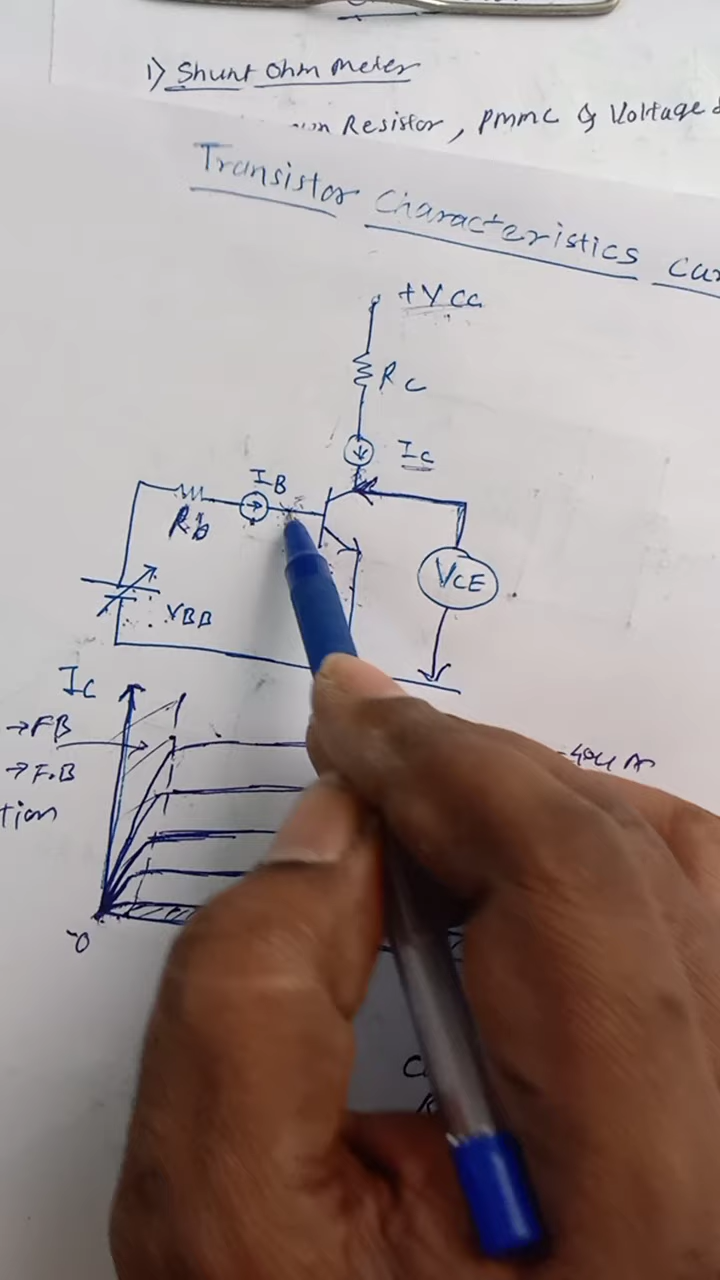 1) Shunt Ohm Meter
Resistor, PMMC & Voltage
Transistor Characteristics
+VCC
RC
IC
IB
Rb
VCE
VBB
IC
→FB
→F.B
tion
0